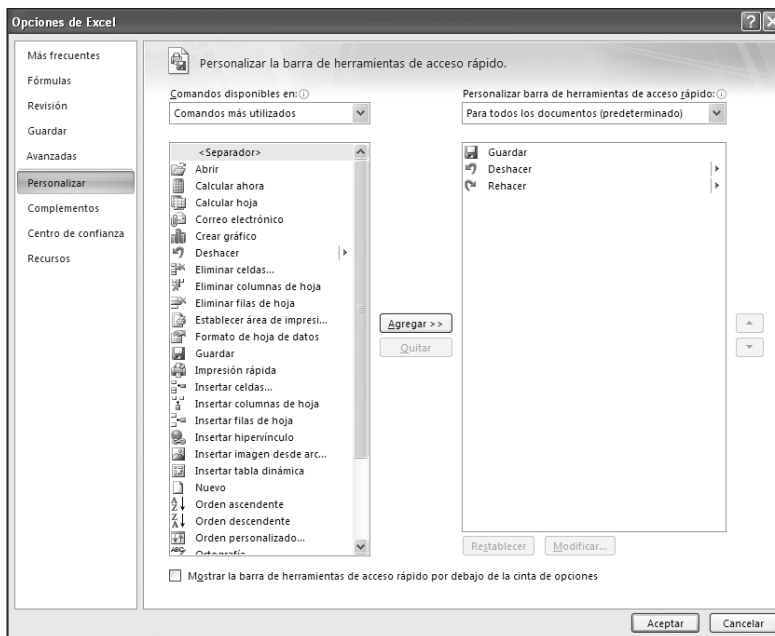 Opciones de Excel
Más frecuentes
Fórmulas
Revisión
Guardar
Avanzadas
Personalizar
Complementos
Centro de confianza
Recursos
Personalizar la barra de herramientas de acceso rápido.
Comandos disponibles en:
Comandos más utilizados
<Separador>
Abrir
Calcular ahora
Calcular hoja
Correo electrónico
Crear gráfico
Deshacer
Eliminar celdas...
Eliminar columnas de hoja
Eliminar filas de hoja
Establecer área de impresi...
Formato de hoja de datos
Guardar
Impresión rápida
Insertar celdas...
Insertar columnas de hoja
Insertar filas de hoja
Insertar hipervínculo
Insertar imagen desde arc...
Insertar tabla dinámica
Nuevo
Orden ascendente
Orden descendente
Orden personalizado...
Ortografía
Agregar >>
Quitar
Personalizar barra de herramientas de acceso rápido:
Para todos los documentos (predeterminado)
Guardar
Deshacer
Rehacer
Restablecer
Modificar...
Mostrar la barra de herramientas de acceso rápido por debajo de la cinta de opciones
Aceptar
Cancelar